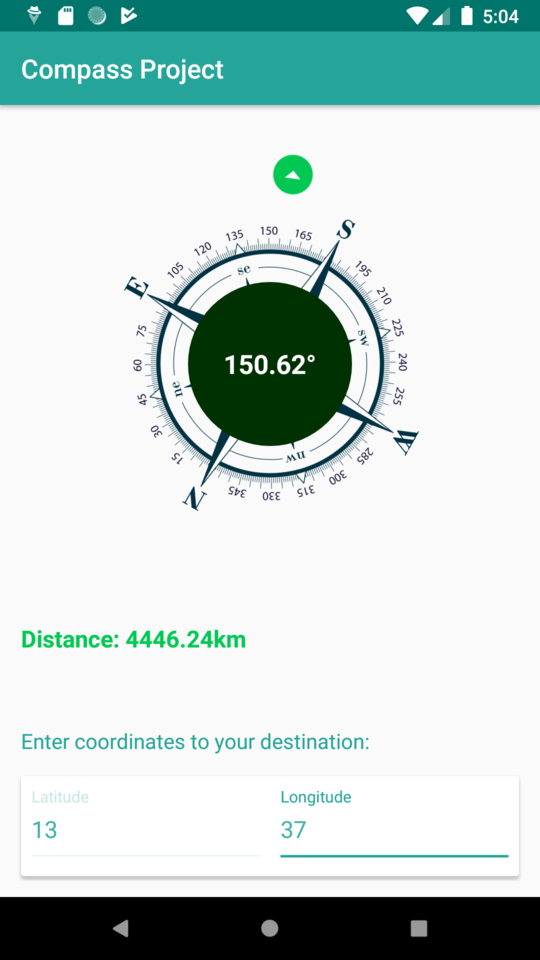 5:04
Compass Project
S
150
135
165
120
195
105
se
E
210
225
75
sw
60
150.62°
240
45
ne
255
30
W
15
nw
285
300
N
345
330
315
Distance: 4446.24km
Enter coordinates to your destination:
Latitude
Longitude
13
37